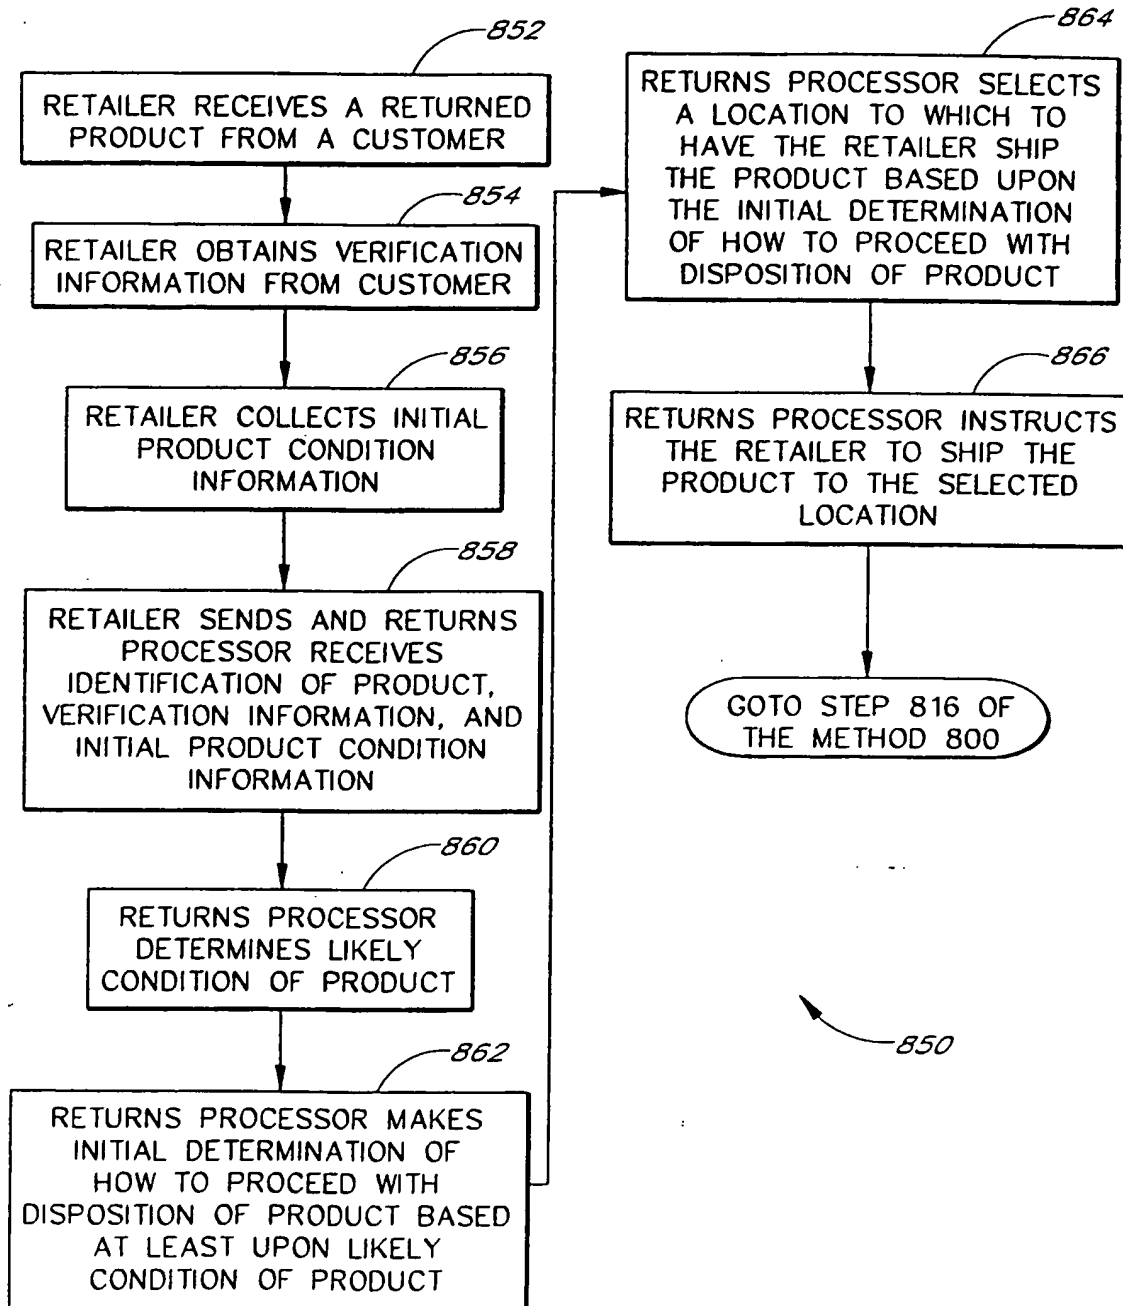 852
RETAILER RECEIVES A RETURNED
PRODUCT FROM A CUSTOMER
854
RETAILER OBTAINS VERIFICATION
INFORMATION FROM CUSTOMER
856
RETAILER COLLECTS INITIAL
PRODUCT CONDITION
INFORMATION
858
RETAILER SENDS AND RETURNS
PROCESSOR RECEIVES
IDENTIFICATION OF PRODUCT,
VERIFICATION INFORMATION, AND
INITIAL PRODUCT CONDITION
INFORMATION
860
RETURNS PROCESSOR
DETERMINES LIKELY
CONDITION OF PRODUCT
862
RETURNS PROCESSOR MAKES
INITIAL DETERMINATION OF
HOW TO PROCEED WITH
DISPOSITION OF PRODUCT BASED
AT LEAST UPON LIKELY
CONDITION OF PRODUCT
864
RETURNS PROCESSOR SELECTS
A LOCATION TO WHICH TO
HAVE THE RETAILER SHIP
THE PRODUCT BASED UPON
THE INITIAL DETERMINATION
OF HOW TO PROCEED WITH
DISPOSITION OF PRODUCT
866
RETURNS PROCESSOR INSTRUCTS
THE RETAILER TO SHIP THE
PRODUCT TO THE SELECTED
LOCATION
GOTO STEP 816 OF
THE METHOD 800
850